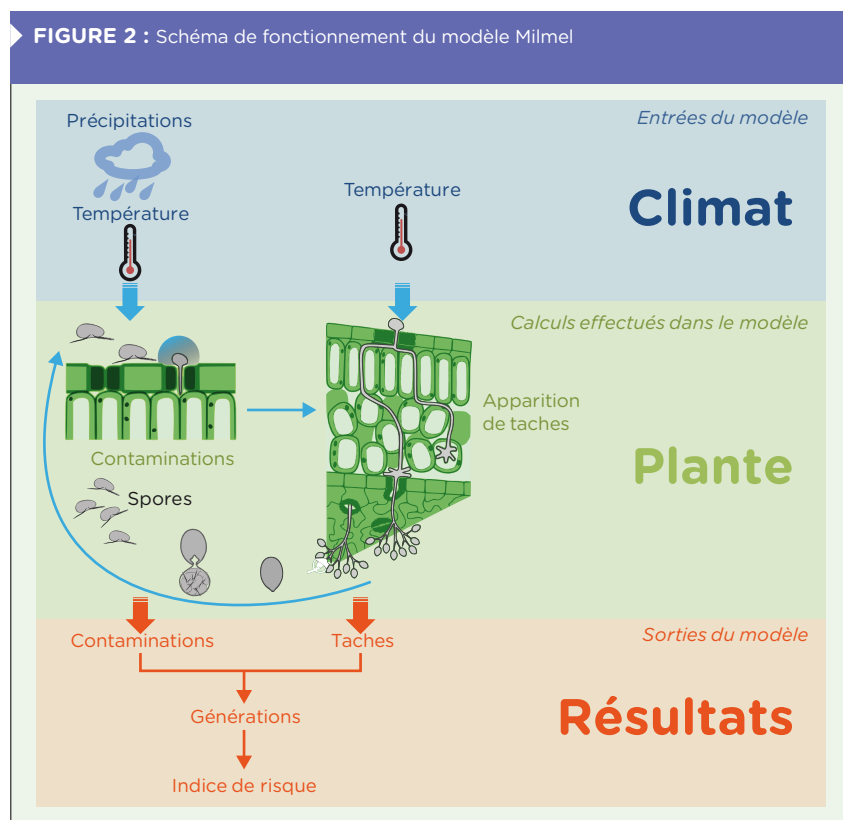 FIGURE 2 : Schéma de fonctionnement du modèle Milmel
Entrées du modèle
Précipitations
Température
Température
Climat
Calculs effectués dans le modèle
Apparition
de taches
Contaminations
Plante
Spores
Sorties du modèle
Contaminations
Taches
Résultats
Générations
Indice de risque